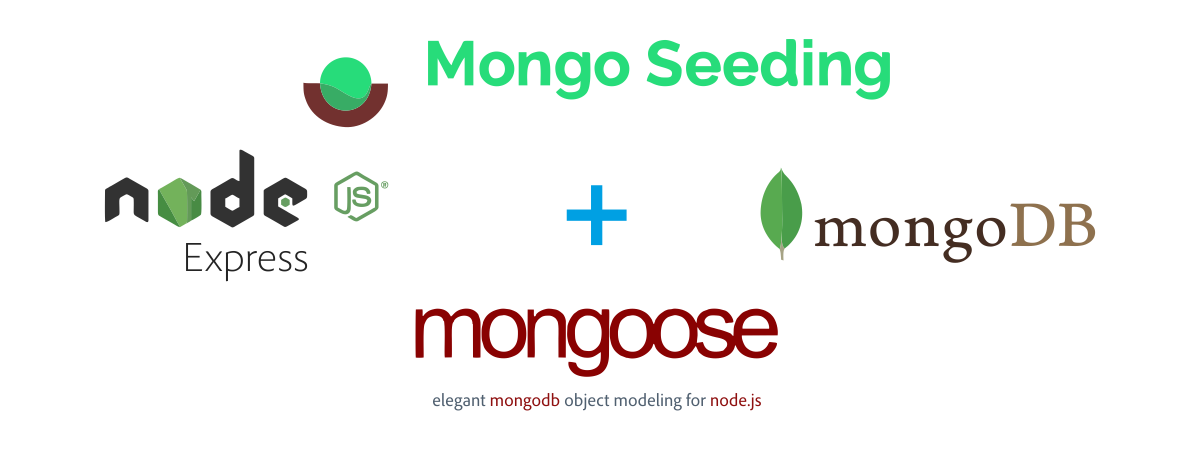 Mongo Seeding
node JS®
Express
+
mongoDB
mongoose
elegant mongodb object modeling for node.js